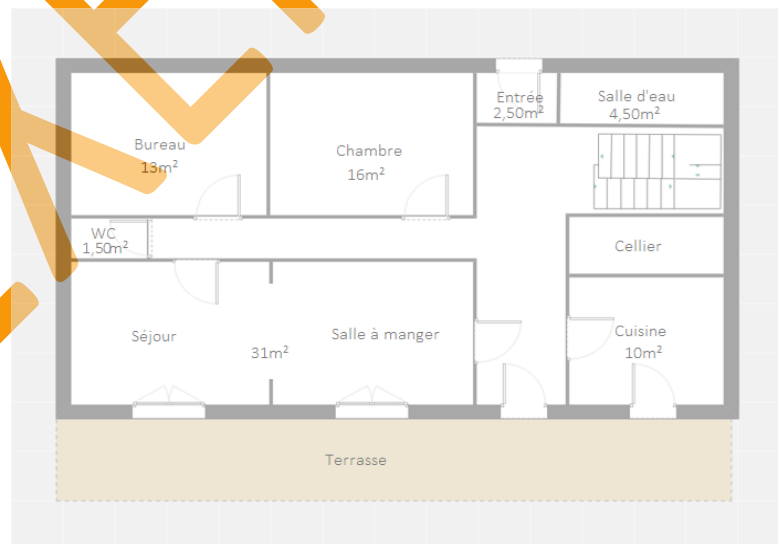 Entrée
2,50m²
Salle d'eau
4,50m²
Bureau
13m²
Chambre
16m²
WC
1,50m²
Cellier
Séjour
Salle à manger
31m²
Cuisine
10m²
Terrasse